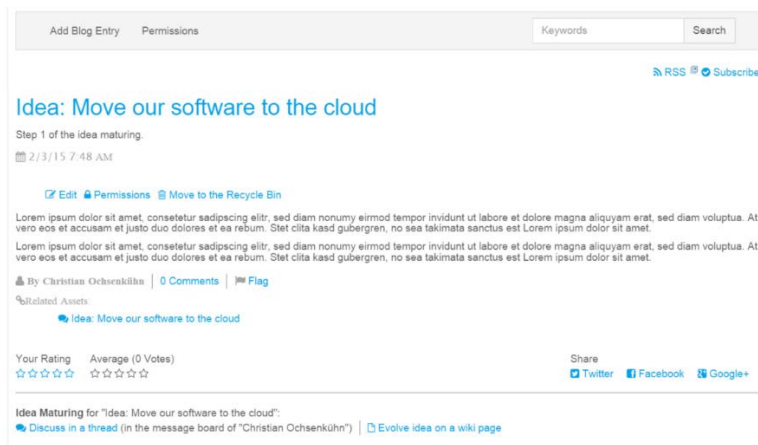 Add Blog Entry Permissions Keywords Search
RSS Subscribe
Idea: Move our software to the cloud
Step 1 of the idea maturing.
2/3/15 7:48 AM
Edit Permissions Move to the Recycle Bin
Lorem ipsum dolor sit amet, consetetur sadipscing elitr, sed diam nonumy eirmod tempor invidunt ut labore et dolore magna aliquyam erat, sed diam voluptua. At
vero eos et accusam et justo duo dolores et ea rebum. Stet clita kasd gubergren, no sea takimata sanctus est Lorem ipsum dolor sit amet.
Lorem ipsum dolor sit amet, consetetur sadipscing elitr, sed diam nonumy eirmod tempor invidunt ut labore et dolore magna aliquyam erat, sed diam voluptua. At
vero eos et accusam et justo duo dolores et ea rebum. Stet clita kasd gubergren, no sea takimata sanctus est Lorem ipsum dolor sit amet.
By Christian Ochsenkühn | 0 Comments | Flag
Related Assets:
Idea: Move our software to the cloud
Your Rating Average (0 Votes) Share
Twitter Facebook Google+
Idea Maturing for "Idea: Move our software to the cloud":
Discuss in a thread (in the message board of "Christian Ochsenkühn") | Evolve idea on a wiki page